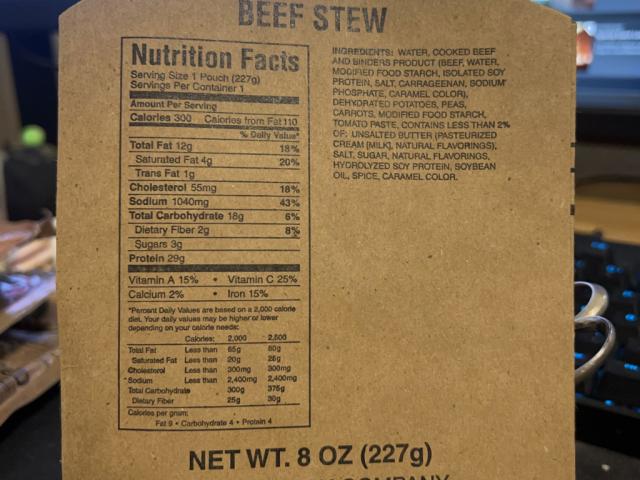 BEEF STEW
Nutrition Facts
Serving Size 1 Pouch (227g)
Servings Per Container 1
Amount Per Serving
Calories 300 Calories from Fat 110
% Daily Value*
Total Fat 12g 18%
Saturated Fat 4g 20%
Trans Fat 1g
Cholesterol 55mg 18%
Sodium 1040mg 43%
Total Carbohydrate 18g 6%
Dietary Fiber 2g 8%
Sugars 3g
Protein 29g
Vitamin A 15% • Vitamin C 25%
Calcium 2% • Iron 15%
*Percent Daily Values are based on a 2,000 calorie
diet. Your daily values may be higher or lower
depending on your calorie needs:
Calories: 2,000 2,500
Total Fat Less than 65g 80g
Saturated Fat Less than 20g 25g
Cholesterol Less than 300mg 300mg
Sodium Less than 2,400mg 2,400mg
Total Carbohydrate 300g 375g
Dietary Fiber 25g 30g
Calories per gram:
Fat 9 • Carbohydrate 4 • Protein 4
INGREDIENTS: WATER, COOKED BEEF
AND BINDERS PRODUCT (BEEF, WATER,
MODIFIED FOOD STARCH, ISOLATED SOY
PROTEIN, SALT, CARRAGEENAN, SODIUM
PHOSPHATE, CARAMEL COLOR),
DEHYDRATED POTATOES, PEAS,
CARROTS, MODIFIED FOOD STARCH,
TOMATO PASTE, CONTAINS LESS THAN 2%
OF: UNSALTED BUTTER (PASTEURIZED
CREAM [MILK], NATURAL FLAVORINGS),
SALT, SUGAR, NATURAL FLAVORINGS,
HYDROLYZED SOY PROTEIN, SOYBEAN
OIL, SPICE, CARAMEL COLOR.
NET WT. 8 OZ (227g)
COMPANY